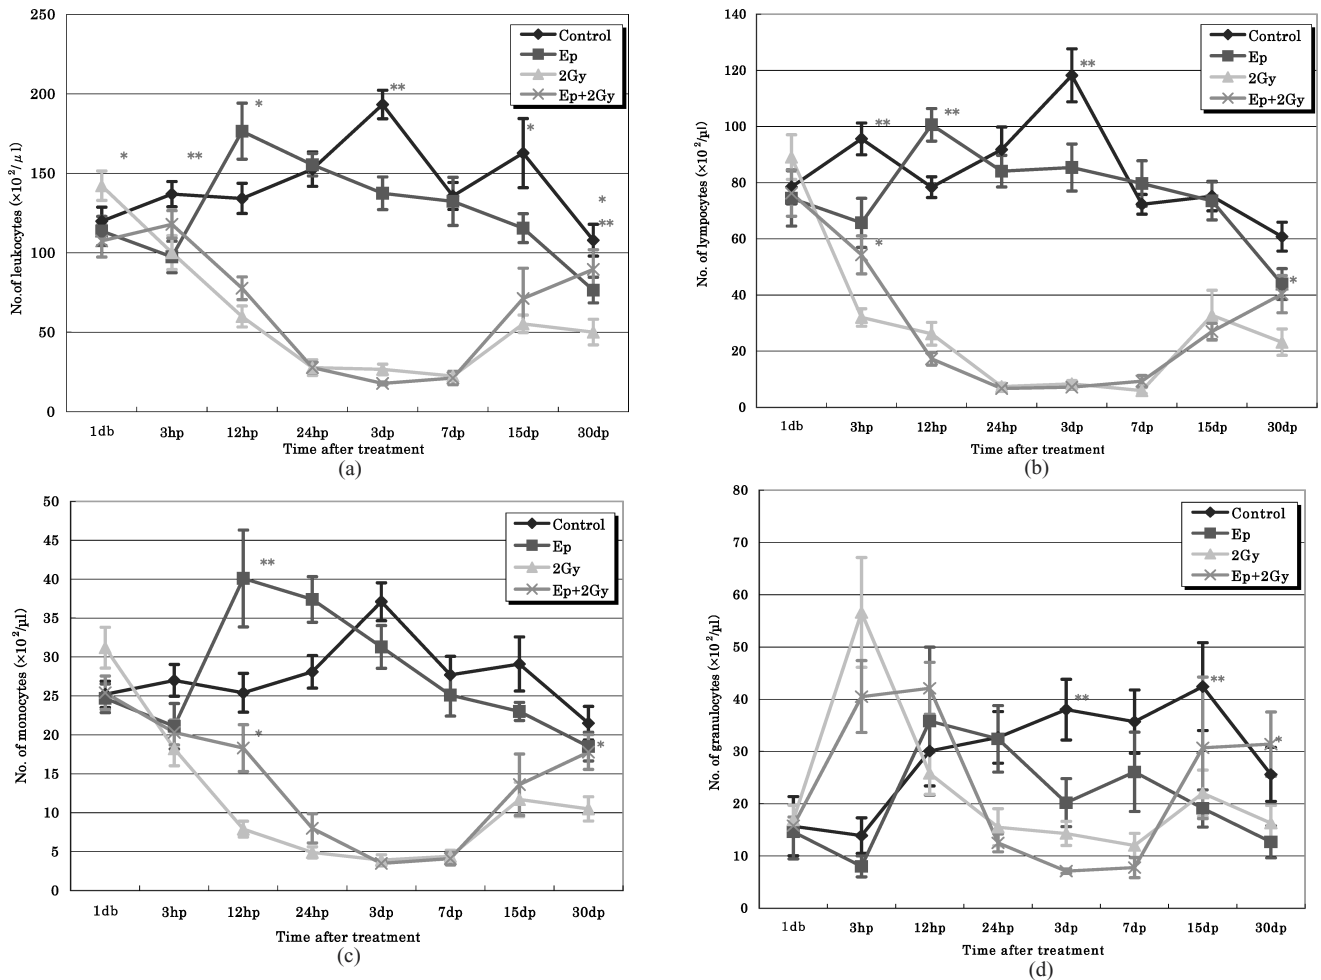 250
200
150
100
50
0
No.of leukocytes (×10²/μl)
Control
Ep
2Gy
Ep+2Gy
*
**
*
**
*
*
**
1db 3hp 12hp 24hp 3dp 7dp 15dp 30dp
Time after treatment
(a)
140
120
100
80
60
40
20
0
No. of lympocytes (×10²/μl)
Control
Ep
2Gy
Ep+2Gy
**
*
**
**
*
1db 3hp 12hp 24hp 3dp 7dp 15dp 30dp
Time after treatment
(b)
50
45
40
35
30
25
20
15
10
5
0
No. of monocytes (×10²/μl)
Control
Ep
2Gy
Ep+2Gy
**
*
*
1db 3hp 12hp 24hp 3dp 7dp 15dp 30dp
Time after treatment
(c)
80
70
60
50
40
30
20
10
0
No. of granulocytes (×10²/μl)
Control
Ep
2Gy
Ep+2Gy
**
**
*
1db 3hp 12hp 24hp 3dp 7dp 15dp 30dp
Time after treatment
(d)